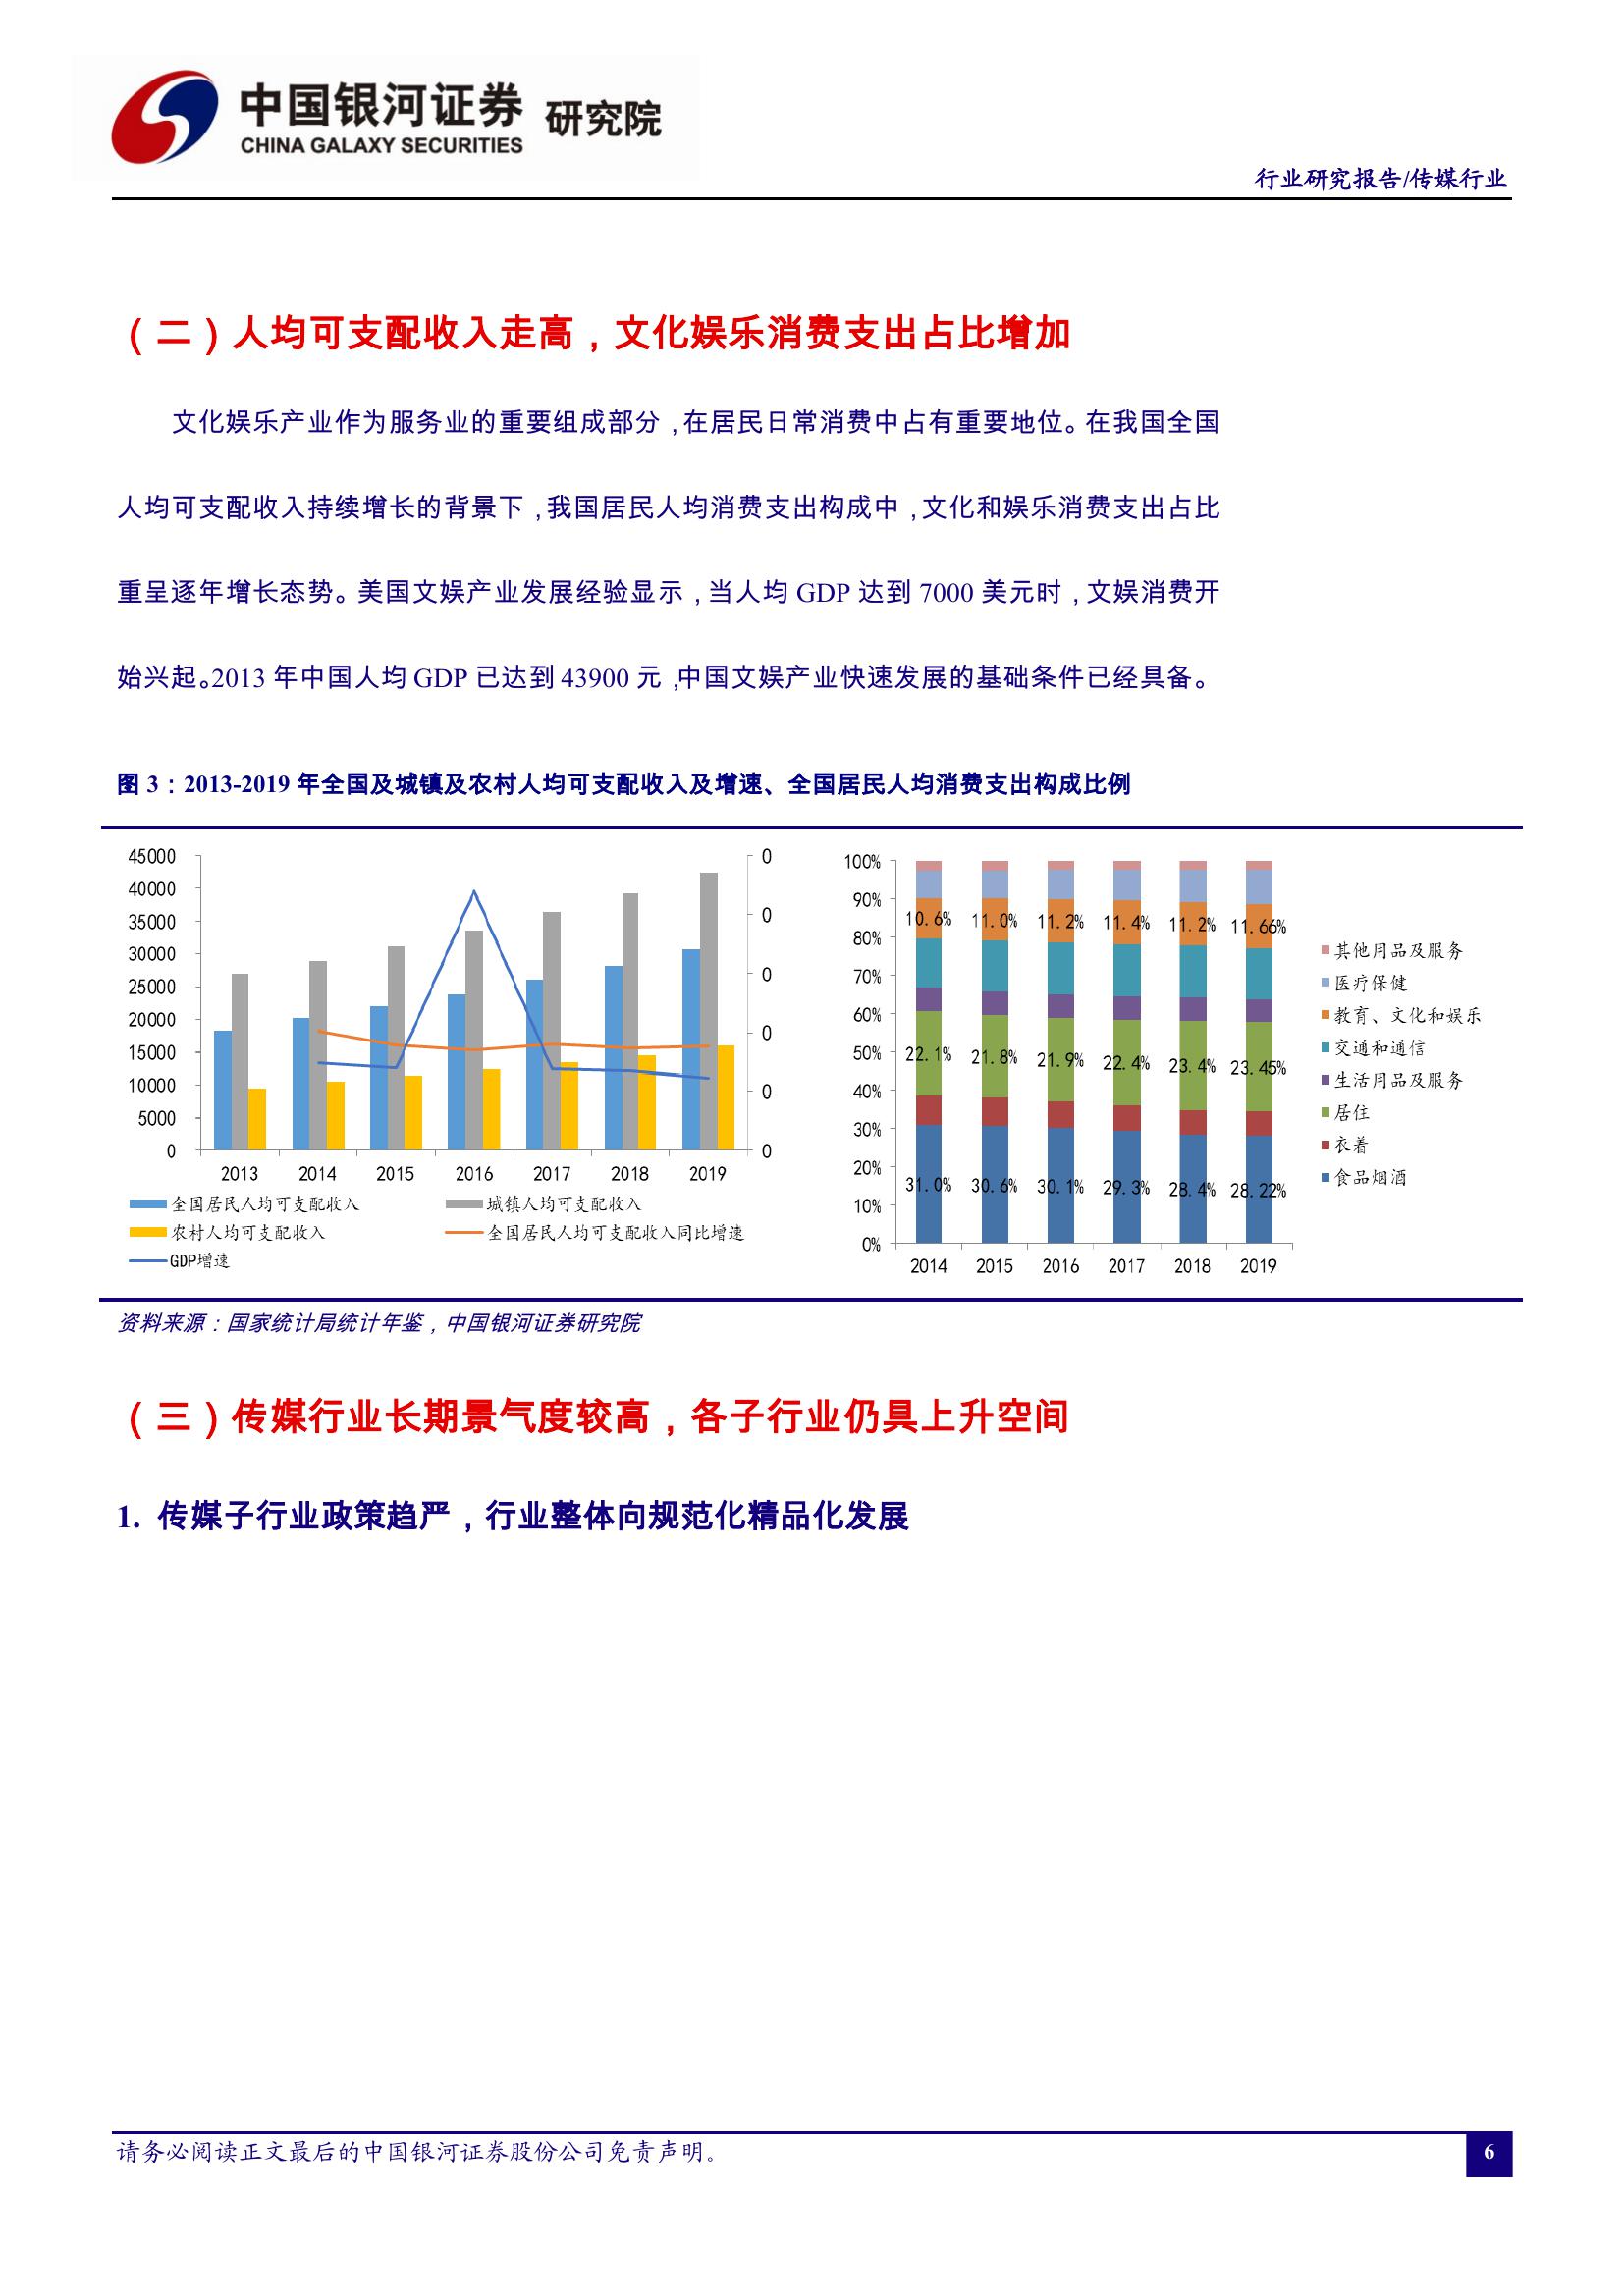 中国银河证券 研究院
CHINA GALAXY SECURITIES
行业研究报告/传媒行业
（二）人均可支配收入走高，文化娱乐消费支出占比增加
文化娱乐产业作为服务业的重要组成部分，在居民日常消费中占有重要地位。在我国全国
人均可支配收入持续增长的背景下，我国居民人均消费支出构成中，文化和娱乐消费支出占比
重呈逐年增长态势。美国文娱产业发展经验显示，当人均 GDP 达到 7000 美元时，文娱消费开
始兴起。2013 年中国人均 GDP 已达到 43900 元，中国文娱产业快速发展的基础条件已经具备。
图 3：2013-2019 年全国及城镇及农村人均可支配收入及增速、全国居民人均消费支出构成比例
45000 0
40000
35000 0
30000
25000 0
20000 0
15000
10000 0
5000
0 0
2013 2014 2015 2016 2017 2018 2019
全国居民人均可支配收入 城镇人均可支配收入
农村人均可支配收入 全国居民人均可支配收入同比增速
GDP增速
100%
90%
10.6% 11.0% 11.2% 11.4% 11.2% 11.66%
80%
70%
60%
50%
22.1% 21.8% 21.9% 22.4% 23.4% 23.45%
40%
30%
20%
31.0% 30.6% 30.1% 29.3% 28.4% 28.22%
10%
0%
2014 2015 2016 2017 2018 2019
其他用品及服务
医疗保健
教育、文化和娱乐
交通和通信
生活用品及服务
居住
衣着
食品烟酒
资料来源：国家统计局统计年鉴，中国银河证券研究院
（三）传媒行业长期景气度较高，各子行业仍具上升空间
1. 传媒子行业政策趋严，行业整体向规范化精品化发展
请务必阅读正文最后的中国银河证券股份公司免责声明。
6